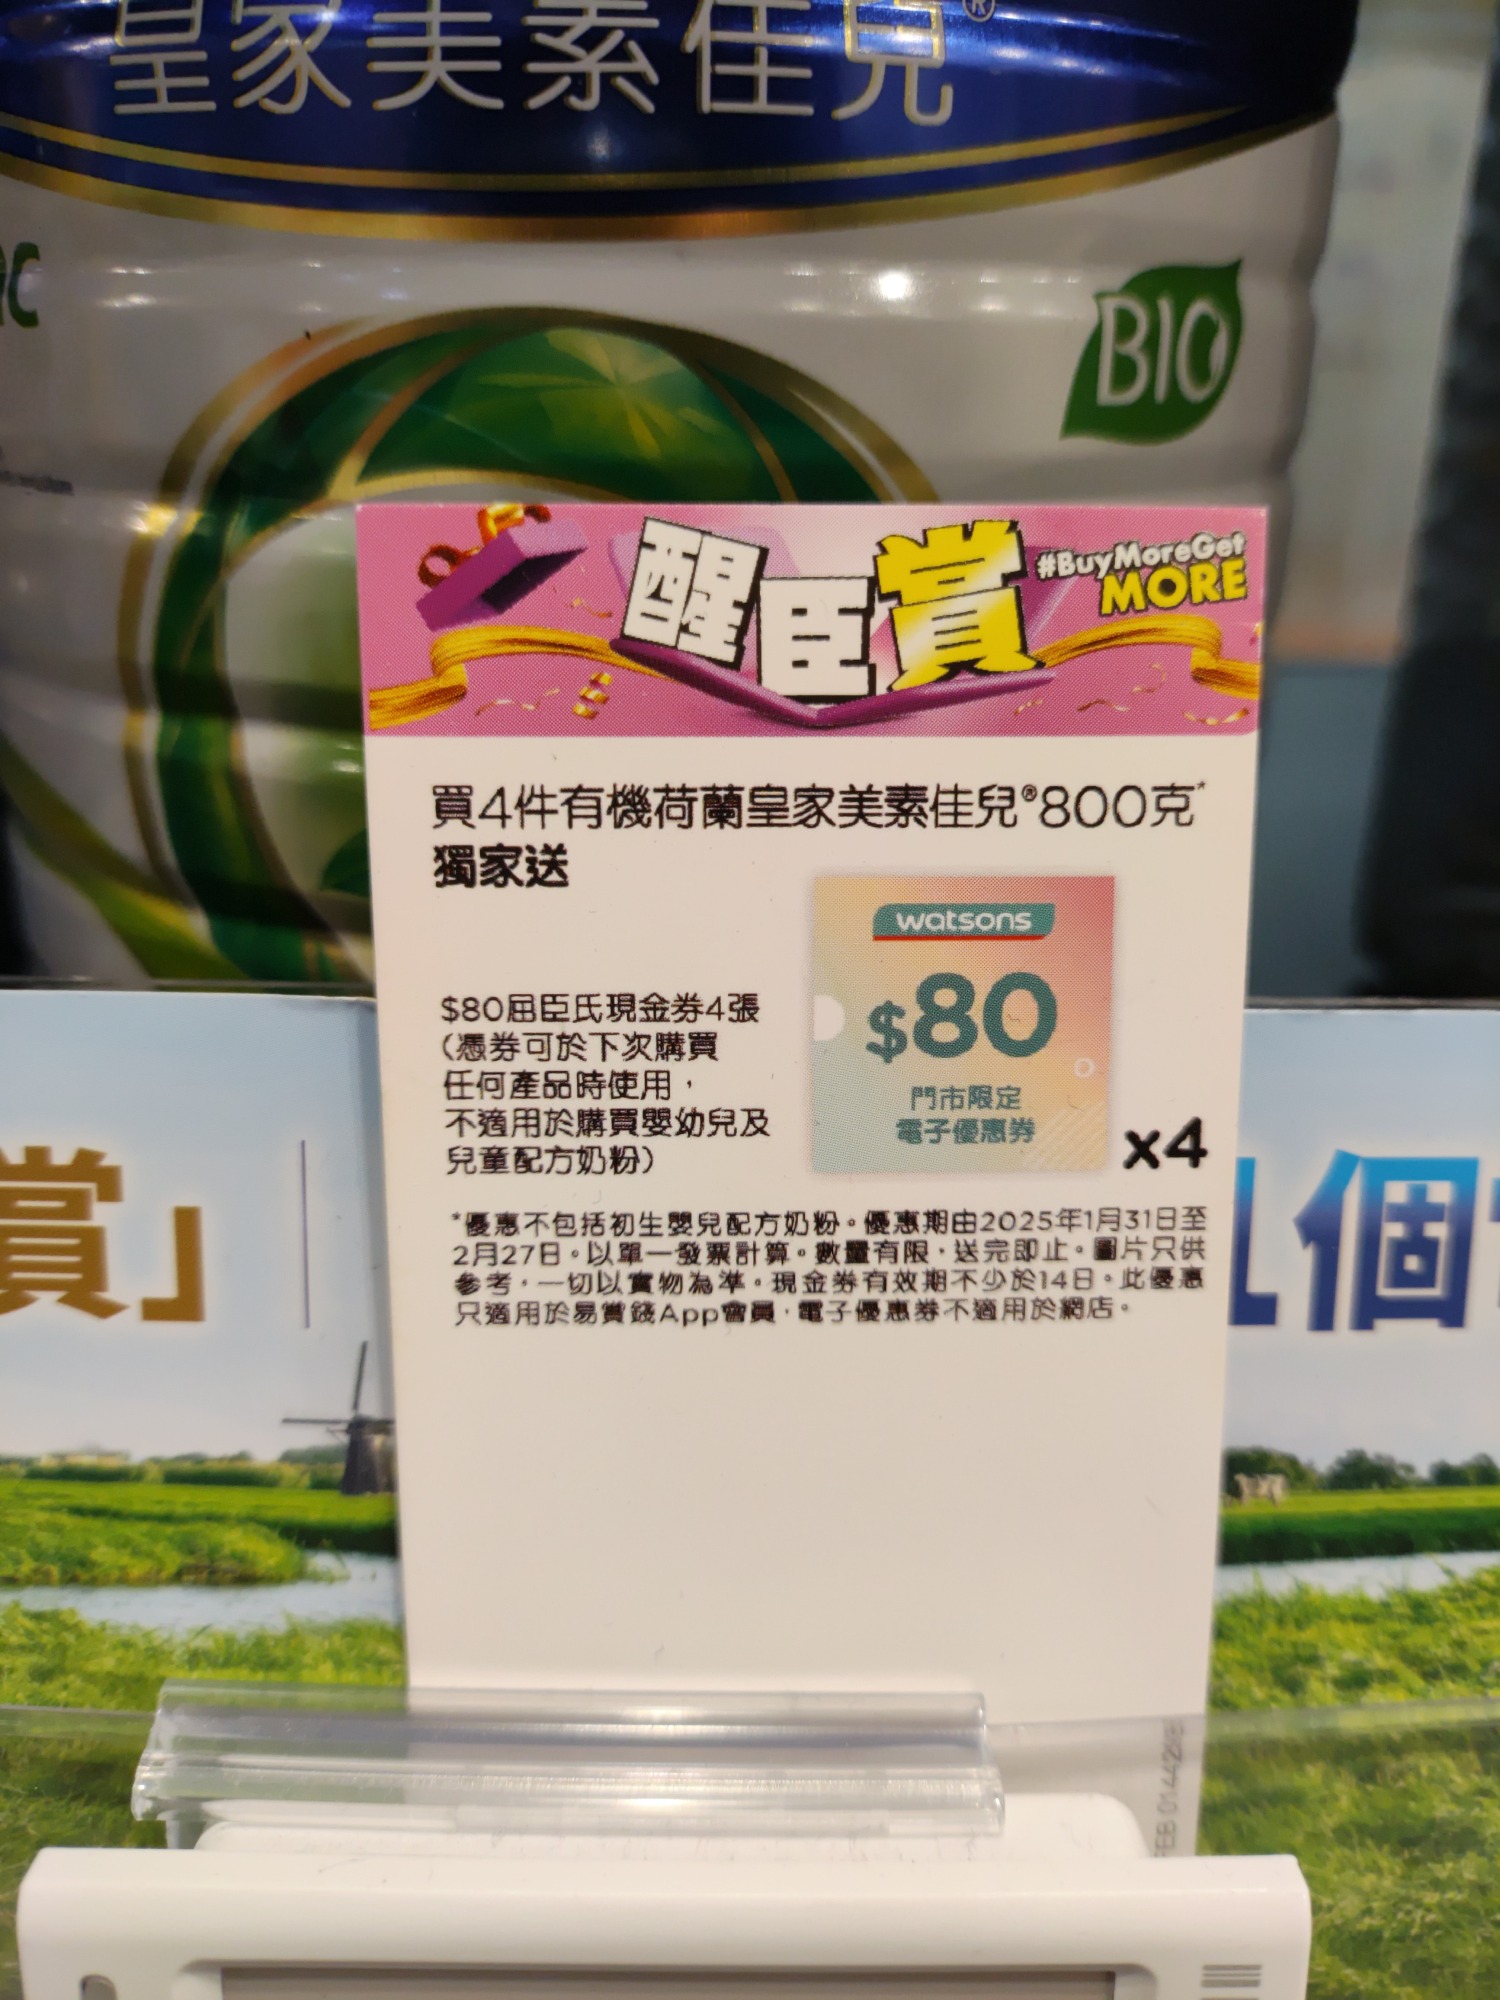 皇家美素佳兒®
BIO
醒臣賞
#BuyMoreGet
MORE
買4件有機荷蘭皇家美素佳兒®800克*
獨家送
watsons
$80
門市限定
電子優惠券
x4
$80屈臣氏現金券4張
(憑券可於下次購買
任何產品時使用，
不適用於購買嬰幼兒及
兒童配方奶粉)
*優惠不包括初生嬰兒配方奶粉。優惠期由2025年1月31日至
2月27日。以單一發票計算。數量有限，送完即止。圖片只供
參考，一切以實物為準。現金券有效期不少於14日。此優惠
只適用於易賞錢App會員，電子優惠券不適用於網店。
賞」
個